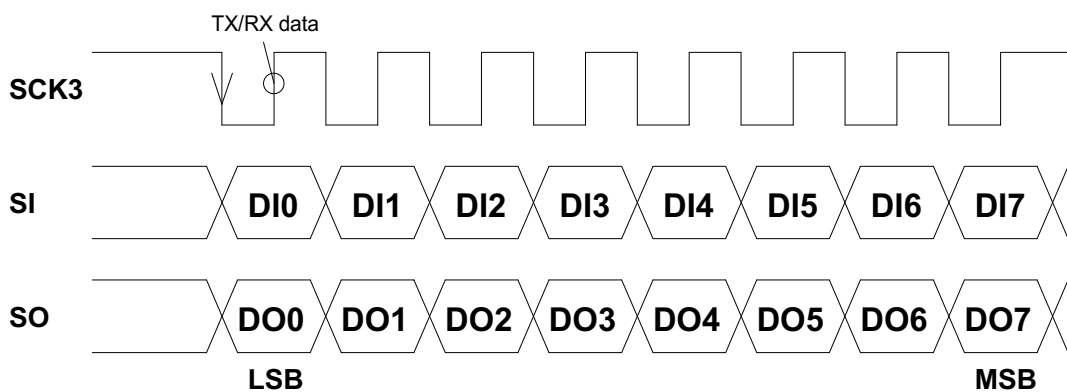 TX/RX data
SCK3
SI DI0 DI1 DI2 DI3 DI4 DI5 DI6 DI7
SO DO0 DO1 DO2 DO3 DO4 DO5 DO6 DO7
LSB MSB